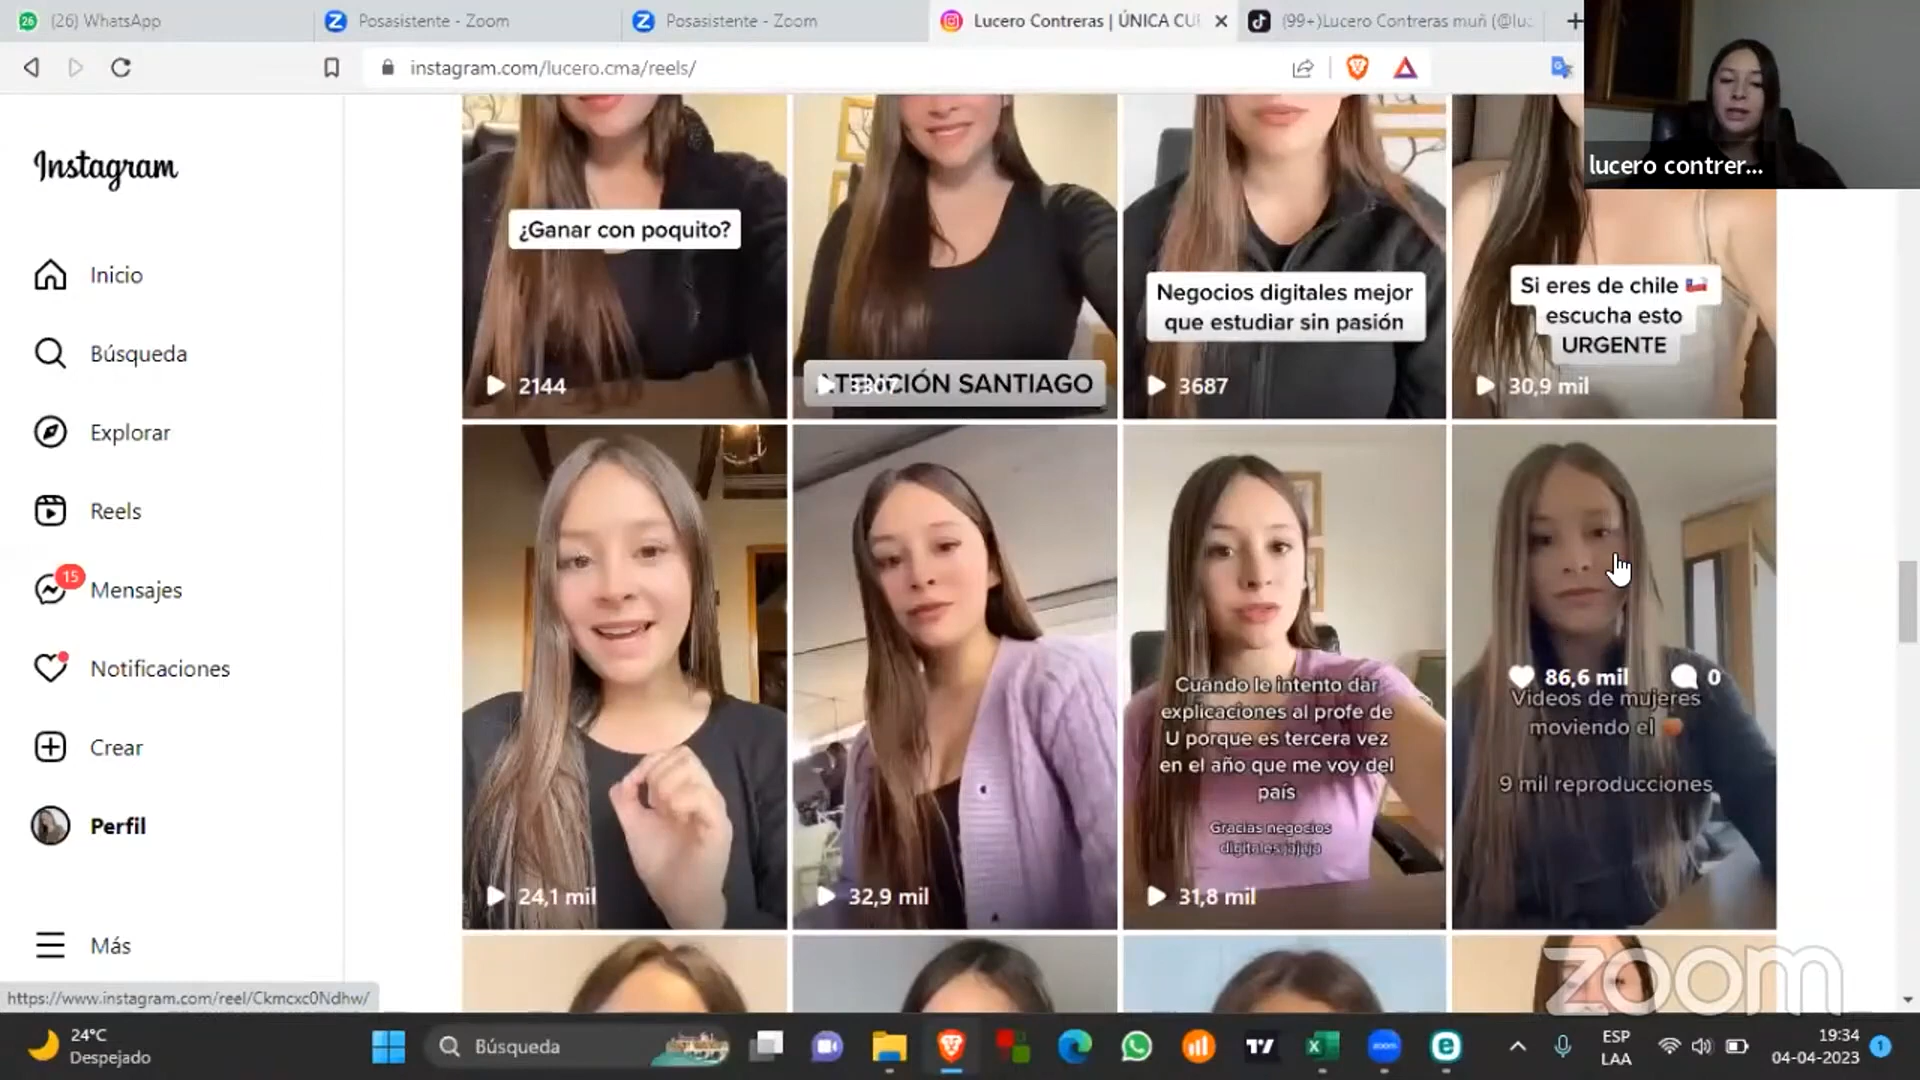 (26) WhatsApp
Posasistente - Zoom
Posasistente - Zoom
Lucero Contreras | ÚNICA CU
(99+)Lucero Contreras muñ (@lu
instagram.com/lucero.cma/reels/
lucero contrer...
Instagram
Inicio
Búsqueda
Explorar
Reels
15
Mensajes
Notificaciones
Crear
Perfil
Más
¿Ganar con poquito?
2144
ATENCIÓN SANTIAGO
3307
Negocios digitales mejor
que estudiar sin pasión
3687
Si eres de chile 🇨🇱
escucha esto
URGENTE
30,9 mil
24,1 mil
32,9 mil
Cuando le intento dar
explicaciones al profe de
U porque es tercera vez
en el año que me voy del
país
Gracias negocios
digitales jajaja
31,8 mil
86,6 mil
0
Videos de mujeres
moviendo el 🍑
9 mil reproducciones
zoom
https://www.instagram.com/reel/Ckmcxc0Ndhw/
24°C
Despejado
Búsqueda
ESP
LAA
19:34
04-04-2023
1